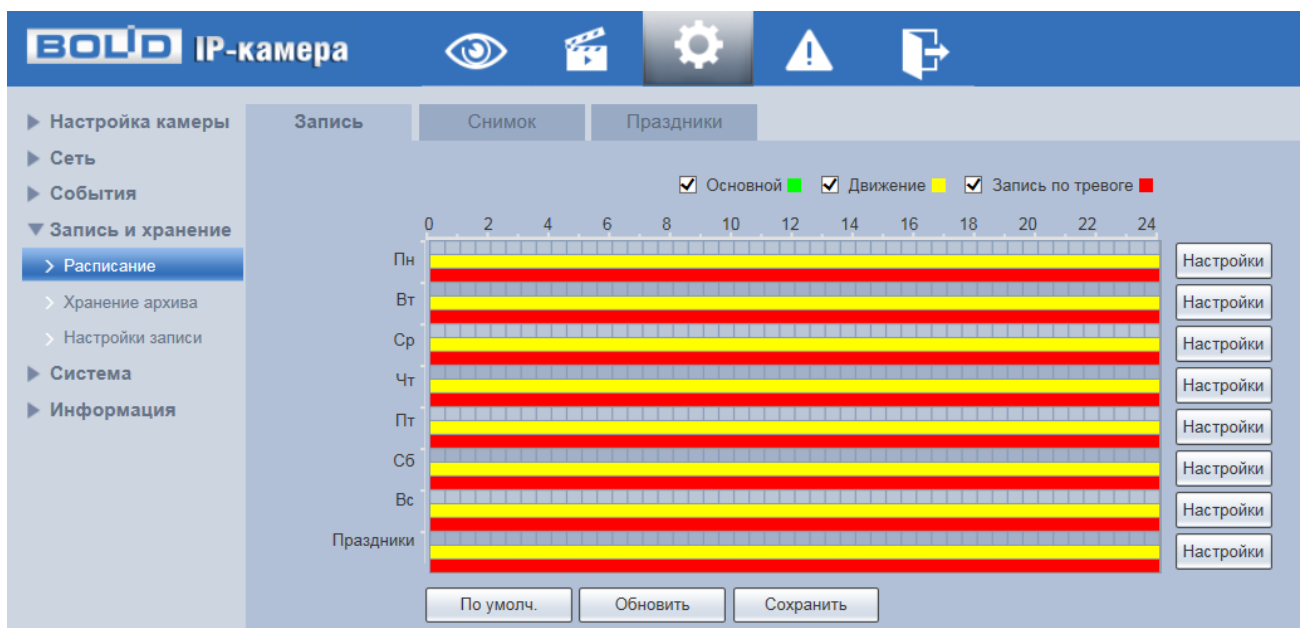 BOLID IP-камера
Настройка камеры
Сеть
События
Запись и хранение
Расписание
Хранение архива
Настройки записи
Система
Информация
Запись Снимок Праздники
Основной Движение Запись по тревоге
0 2 4 6 8 10 12 14 16 18 20 22 24
Пн Настройки
Вт Настройки
Ср Настройки
Чт Настройки
Пт Настройки
Сб Настройки
Вс Настройки
Праздники Настройки
По умолч. Обновить Сохранить